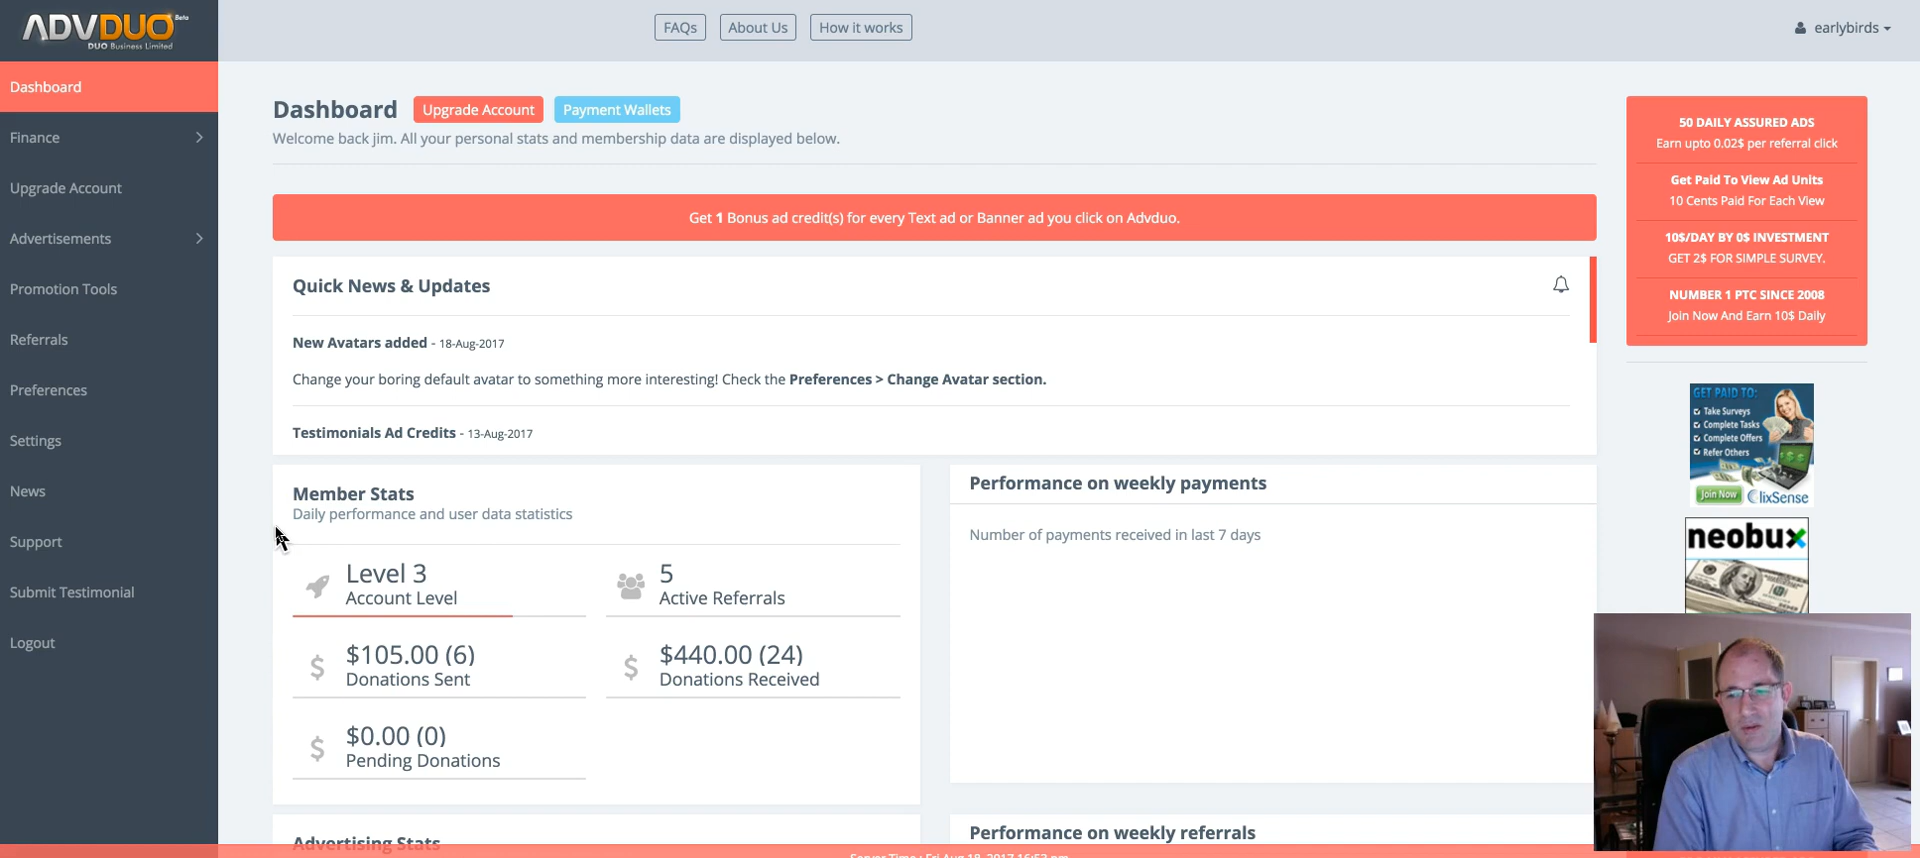 ADVDUO Beta
DUO Business Limited
FAQs
About Us
How it works
earlybirds
Dashboard
Finance
Upgrade Account
Advertisements
Promotion Tools
Referrals
Preferences
Settings
News
Support
Submit Testimonial
Logout
Dashboard
Upgrade Account
Payment Wallets
Welcome back jim. All your personal stats and membership data are displayed below.
Get 1 Bonus ad credit(s) for every Text ad or Banner ad you click on Advduo.
Quick News & Updates
New Avatars added - 18-Aug-2017
Change your boring default avatar to something more interesting! Check the Preferences > Change Avatar section.
Testimonials Ad Credits - 13-Aug-2017
Member Stats
Daily performance and user data statistics
Level 3
Account Level
5
Active Referrals
$105.00 (6)
Donations Sent
$440.00 (24)
Donations Received
$0.00 (0)
Pending Donations
Advertising Stats
Performance on weekly payments
Number of payments received in last 7 days
Performance on weekly referrals
50 DAILY ASSURED ADS
Earn upto 0.02$ per referral click
Get Paid To View Ad Units
10 Cents Paid For Each View
10$/DAY BY 0$ INVESTMENT
GET 2$ FOR SIMPLE SURVEY.
NUMBER 1 PTC SINCE 2008
Join Now And Earn 10$ Daily
GET PAID TO:
Take Surveys
Complete Tasks
Complete Offers
Refer Others
Join Now
ClixSense
neobux
Server Time : Fri Aug 18, 2017 16:53 pm